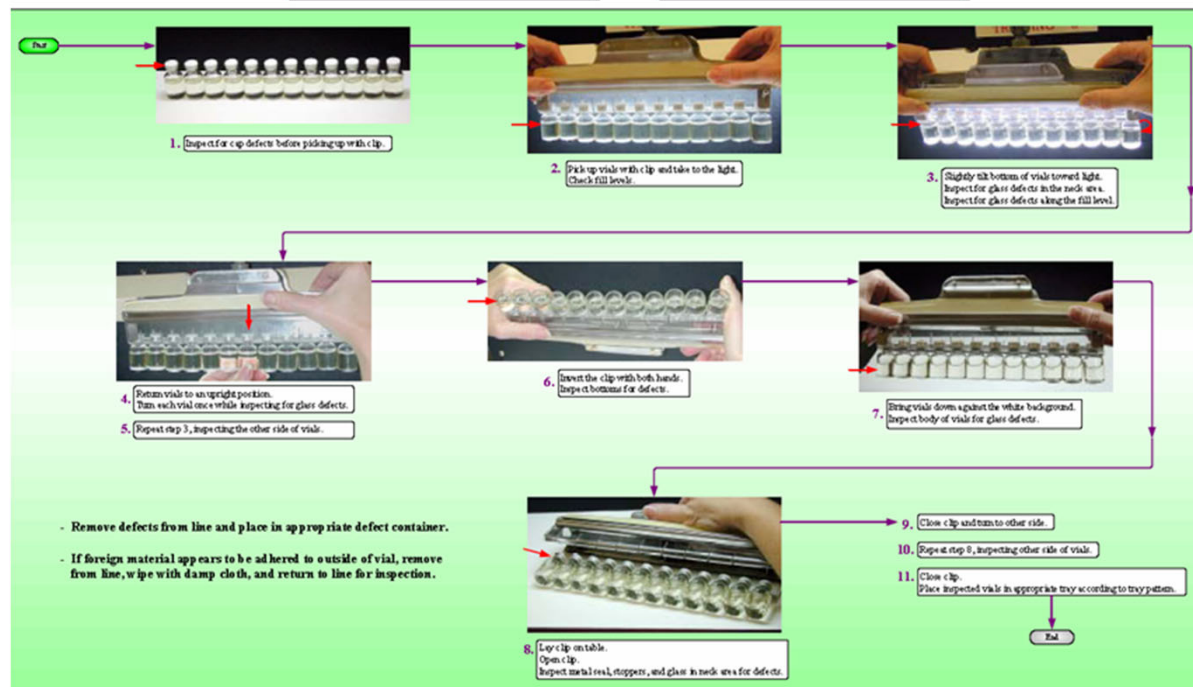 Start
1. Inspect for cap defects before picking up with clip.
2. Pick up vials with clip and take to the light.
Check fill levels.
3. Slightly tilt bottom of vials toward light.
Inspect for glass defects in the neck area.
Inspect for glass defects along the fill level.
4. Return vials to an upright position.
Turn each vial once while inspecting for glass defects.
5. Repeat step 3, inspecting the other side of vials.
6. Invert the clip with both hands.
Inspect bottoms for defects.
7. Bring vials down against the white background.
Inspect body of vials for glass defects.
- Remove defects from line and place in appropriate defect container.
- If foreign material appears to be adhered to outside of vial, remove
from line, wipe with damp cloth, and return to line for inspection.
8. Lay clip on table.
Open clip.
Inspect metal seal, stoppers, and glass in neck area for defects.
9. Close clip and turn to other side.
10. Repeat step 8, inspecting other side of vials.
11. Close clip.
Place inspected vials in appropriate tray according to tray pattern.
End